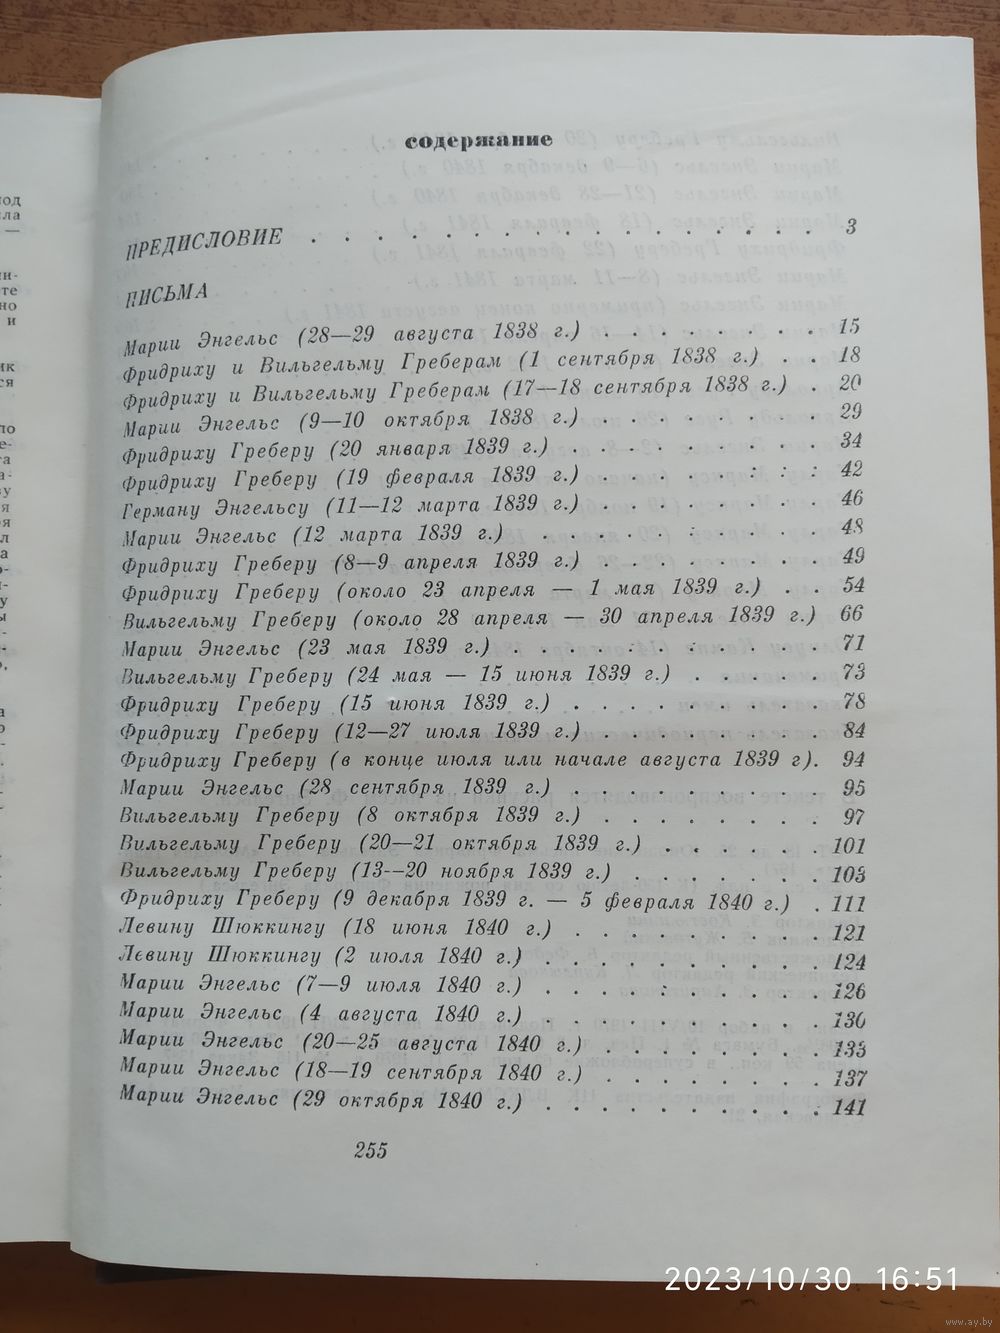 содержание
ПРЕДИСЛОВИЕ . . . . . . . . . . . . . . . . . . 3
ПИСЬМА
Марии Энгельс (28—29 августа 1838 г.) . . . . . . . . 15
Фридриху и Вильгельму Греберам (1 сентября 1838 г.) . . 18
Фридриху и Вильгельму Греберам (17—18 сентября 1838 г.) . 20
Марии Энгельс (9—10 октября 1838 г.) . . . . . . . . 29
Фридриху Греберу (20 января 1839 г.) . . . . . . . . 34
Фридриху Греберу (19 февраля 1839 г.) . . . . . . . . 42
Герману Энгельсу (11—12 марта 1839 г.) . . . . . . . . 46
Марии Энгельс (12 марта 1839 г.) . . . . . . . . . . 48
Фридриху Греберу (8—9 апреля 1839 г.) . . . . . . . . 49
Фридриху Греберу (около 23 апреля — 1 мая 1839 г.) . . 54
Вильгельму Греберу (около 28 апреля — 30 апреля 1839 г.) 66
Марии Энгельс (23 мая 1839 г.) . . . . . . . . . . . 71
Вильгельму Греберу (24 мая — 15 июня 1839 г.) . . . . . 73
Фридриху Греберу (15 июня 1839 г.) . . . . . . . . . 78
Фридриху Греберу (12—27 июля 1839 г.) . . . . . . . . 84
Фридриху Греберу (в конце июля или начале августа 1839 г). 94
Марии Энгельс (28 сентября 1839 г.) . . . . . . . . . 95
Вильгельму Греберу (8 октября 1839 г.) . . . . . . . . 97
Вильгельму Греберу (20—21 октября 1839 г.) . . . . . . 101
Вильгельму Греберу (13—20 ноября 1839 г.) . . . . . . . 103
Фридриху Греберу (9 декабря 1839 г. — 5 февраля 1840 г.) . 111
Левину Шюккингу (18 июня 1840 г.) . . . . . . . . . . 121
Левину Шюккингу (2 июля 1840 г.) . . . . . . . . . . 124
Марии Энгельс (7—9 июля 1840 г.) . . . . . . . . . . 126
Марии Энгельс (4 августа 1840 г.) . . . . . . . . . . 130
Марии Энгельс (20—25 августа 1840 г.) . . . . . . . . 133
Марии Энгельс (18—19 сентября 1840 г.) . . . . . . . . 137
Марии Энгельс (29 октября 1840 г.) . . . . . . . . . . 141
255
2023/10/30 16:51
www.ay.by